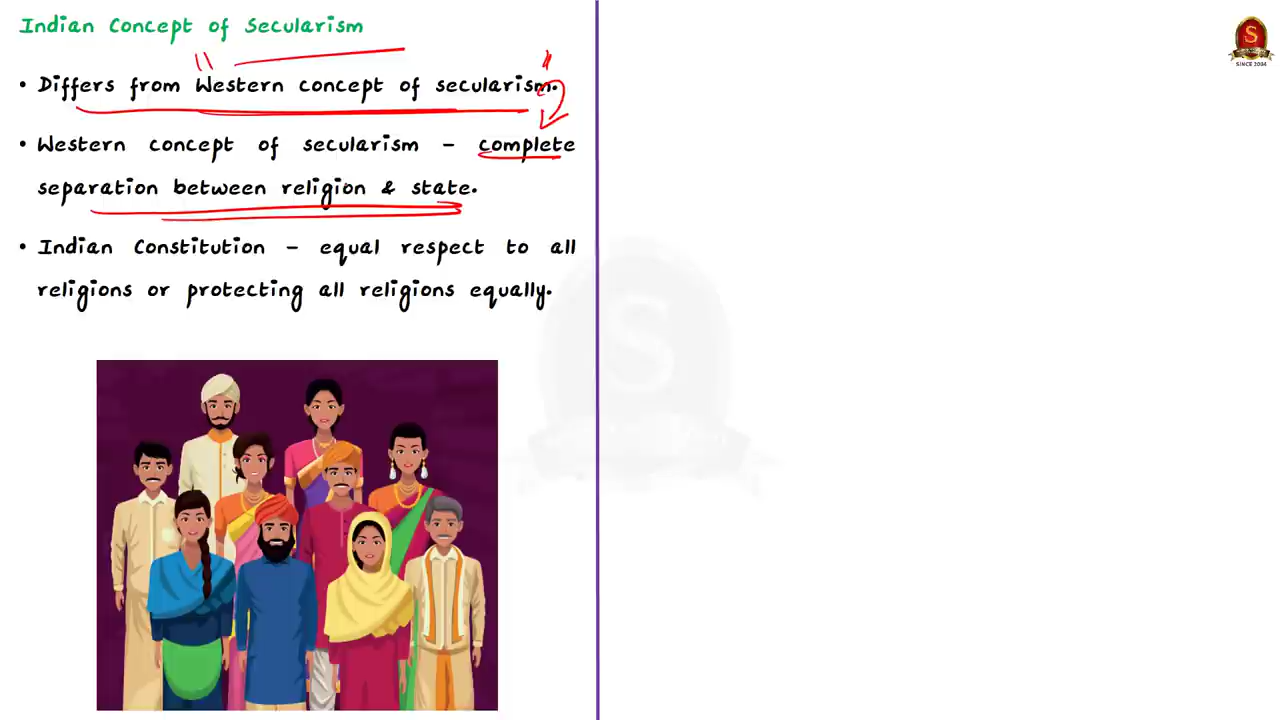 Indian Concept of Secularism
• Differs from "Western concept of secularism."
• Western concept of secularism - complete
separation between religion & state.
• Indian Constitution - equal respect to all
religions or protecting all religions equally.
S
SINCE 2004